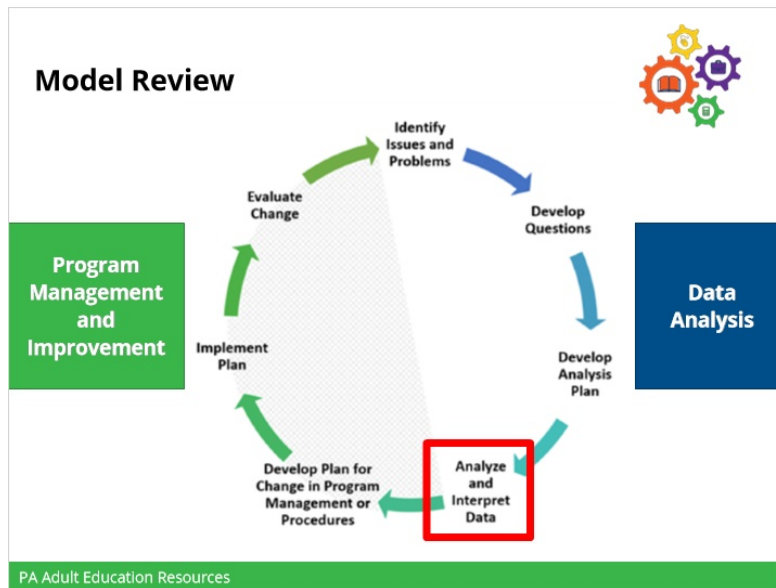 Model Review
Identify
Issues and
Problems
Develop
Questions
Develop
Analysis
Plan
Analyze
and
Interpret
Data
Develop Plan for
Change in Program
Management or
Procedures
Implement
Plan
Evaluate
Change
Program
Management
and
Improvement
Data
Analysis
PA Adult Education Resources